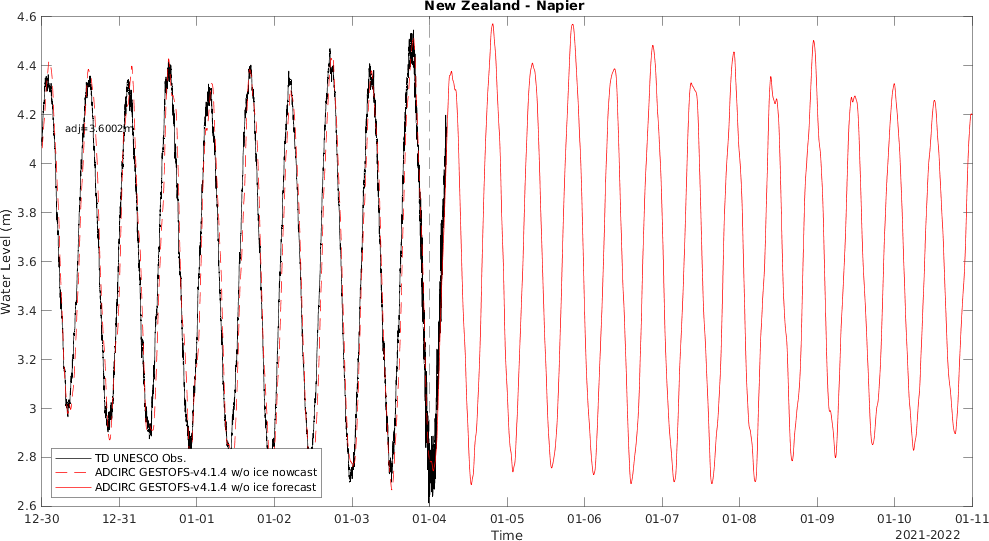 New Zealand - Napier
Water Level (m)
4.6
4.4
4.2
4
3.8
3.6
3.4
3.2
3
2.8
2.6
adj=3.6002m
TD UNESCO Obs.
ADCIRC GESTOFS-v4.1.4 w/o ice nowcast
ADCIRC GESTOFS-v4.1.4 w/o ice forecast
12-30 12-31 01-01 01-02 01-03 01-04 01-05 01-06 01-07 01-08 01-09 01-10 01-11
Time
2021-2022